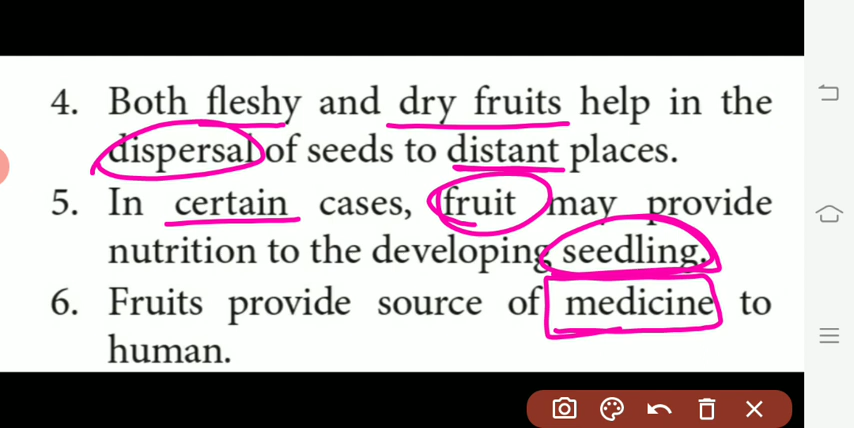 4. Both fleshy and dry fruits help in the
dispersal of seeds to distant places.
5. In certain cases, fruit may provide
nutrition to the developing seedling.
6. Fruits provide source of medicine to
human.